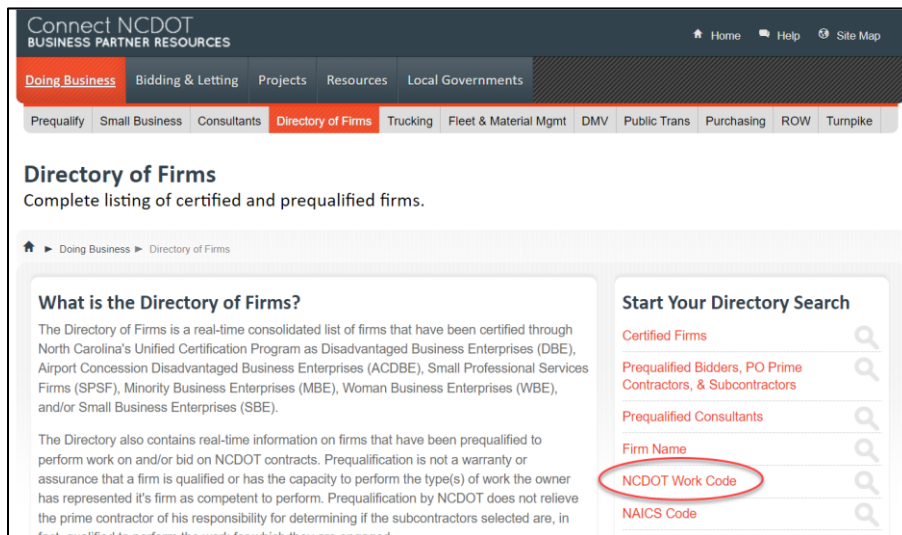 Connect NCDOT
BUSINESS PARTNER RESOURCES
Home Help Site Map
Doing Business Bidding & Letting Projects Resources Local Governments
Prequalify Small Business Consultants Directory of Firms Trucking Fleet & Material Mgmt DMV Public Trans Purchasing ROW Turnpike
Directory of Firms
Complete listing of certified and prequalified firms.
Doing Business Directory of Firms
What is the Directory of Firms?
The Directory of Firms is a real-time consolidated list of firms that have been certified through
North Carolina's Unified Certification Program as Disadvantaged Business Enterprises (DBE),
Airport Concession Disadvantaged Business Enterprises (ACDBE), Small Professional Services
Firms (SPSF), Minority Business Enterprises (MBE), Woman Business Enterprises (WBE),
and/or Small Business Enterprises (SBE).
The Directory also contains real-time information on firms that have been prequalified to
perform work on and/or bid on NCDOT contracts. Prequalification is not a warranty or
assurance that a firm is qualified or has the capacity to perform the type(s) of work the owner
has represented it's firm as competent to perform. Prequalification by NCDOT does not relieve
the prime contractor of his responsibility for determining if the subcontractors selected are, in
Start Your Directory Search
Certified Firms
Prequalified Bidders, PO Prime
Contractors, & Subcontractors
Prequalified Consultants
Firm Name
NCDOT Work Code
NAICS Code